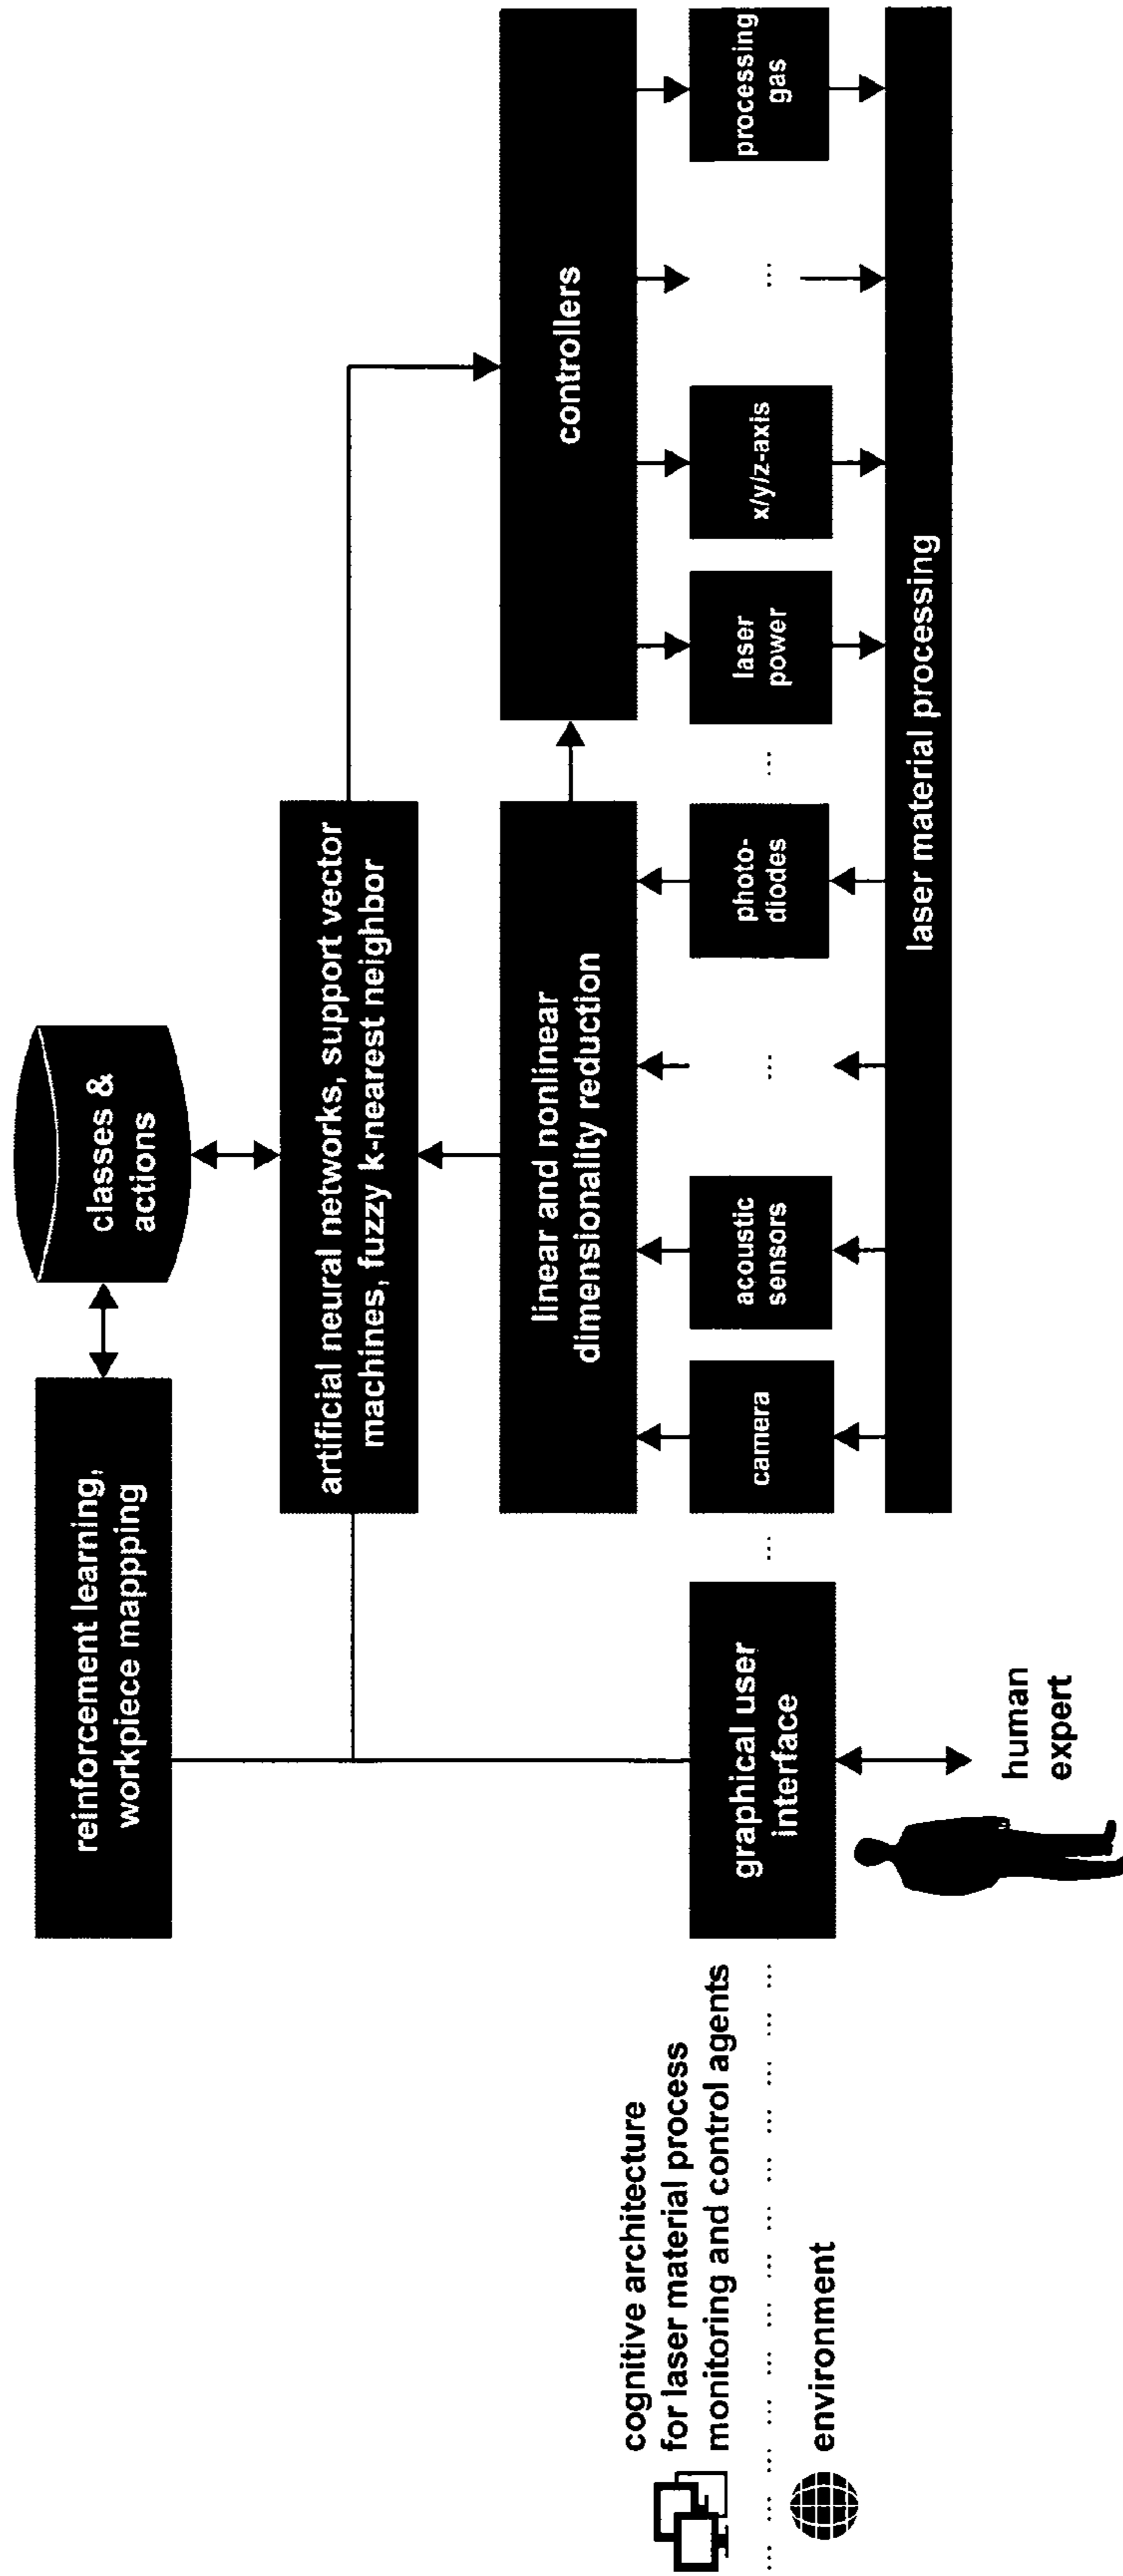 reinforcement learning,
workpiece mappping
classes &
actions
artificial neural networks, support vector
machines, fuzzy k-nearest neighbor
linear and nonlinear
dimensionality reduction
controllers
cognitive architecture
for laser material process
monitoring and control agents
graphical user
interface
...
camera
acoustic
sensors
...
photo-
diodes
...
laser
power
x/y/z-axis
...
processing
gas
environment
human
expert
laser material processing